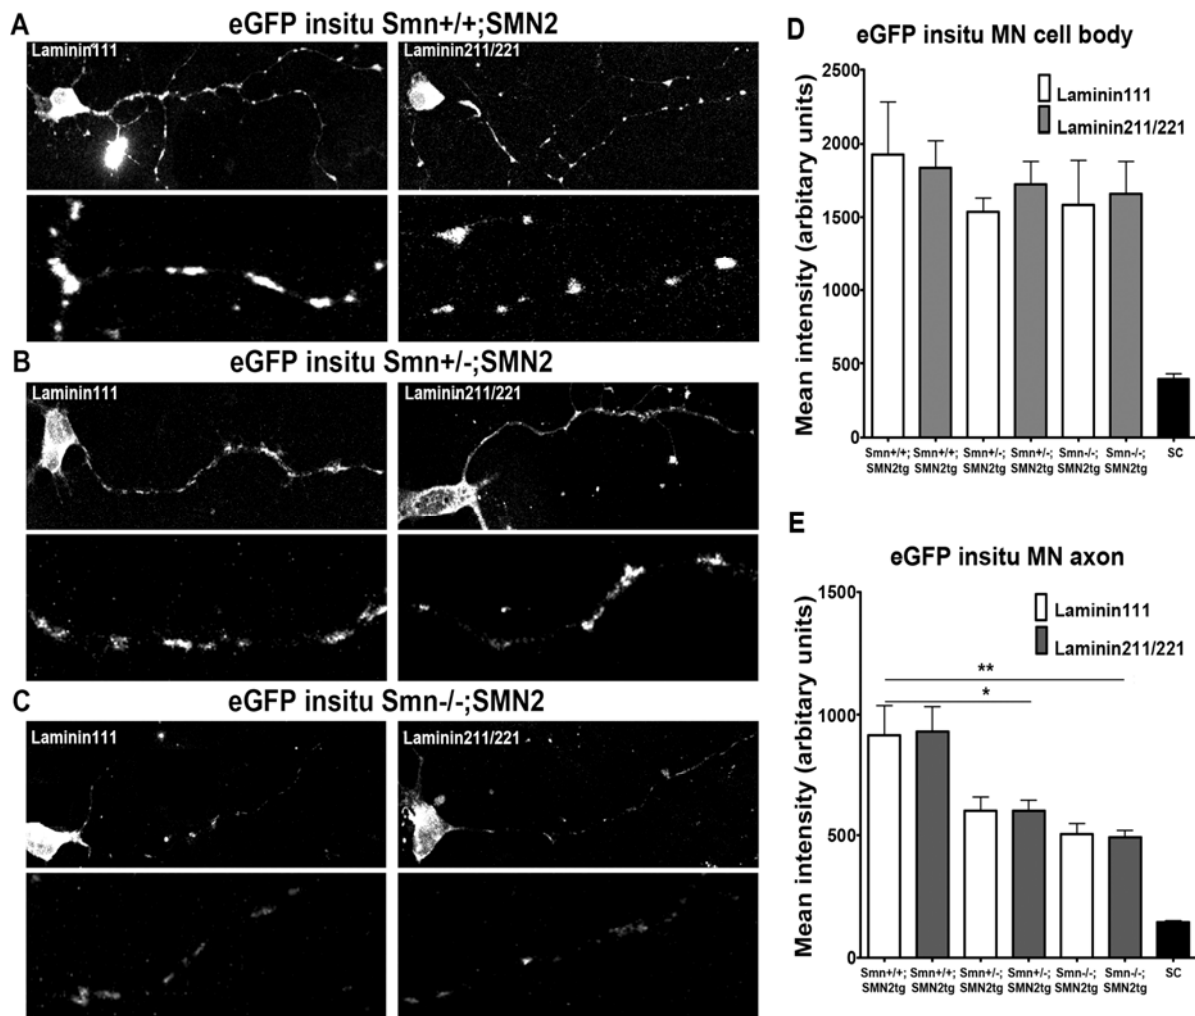 A
eGFP insitu Smn+/+;SMN2
Laminin111
Laminin211/221
B
eGFP insitu Smn+/-;SMN2
Laminin111
Laminin211/221
C
eGFP insitu Smn-/-;SMN2
Laminin111
Laminin211/221
D
eGFP insitu MN cell body
Mean intensity (arbitary units)
2500
2000
1500
1000
500
0
Laminin111
Laminin211/221
Smn+/+; Smn+/+; Smn+/-; Smn+/-; Smn-/-; Smn-/-; SC
SMN2tg SMN2tg SMN2tg SMN2tg SMN2tg SMN2tg
E
eGFP insitu MN axon
Mean intensity (arbitary units)
1500
1000
500
0
Laminin111
Laminin211/221
**
*
Smn+/+; Smn+/+; Smn+/-; Smn+/-; Smn-/-; Smn-/-; SC
SMN2tg SMN2tg SMN2tg SMN2tg SMN2tg SMN2tg